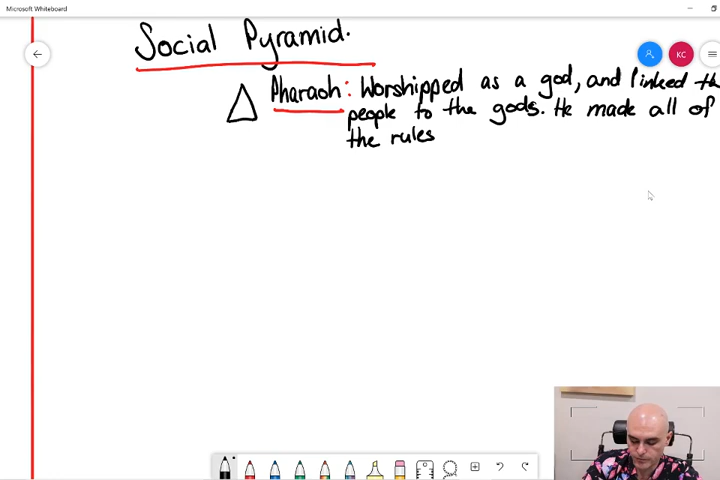 Microsoft Whiteboard
Social Pyramid.
KC
Pharaoh: Worshipped as a god, and linked th
people to the gods. He made all of
the rules